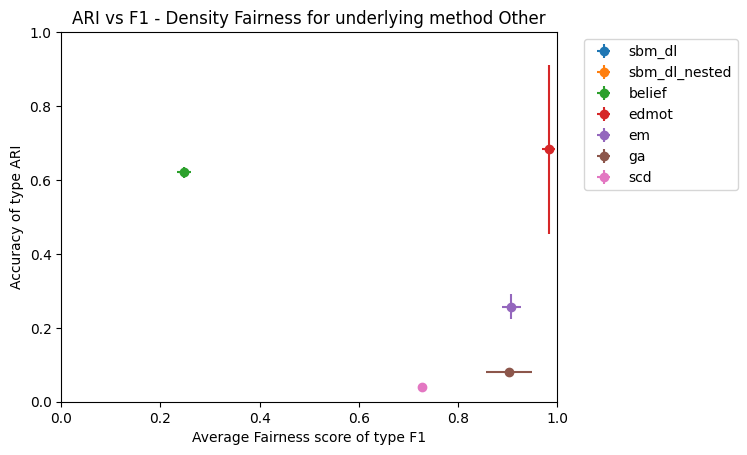 ARI vs F1 - Density Fairness for underlying method Other
1.0
0.8
0.6
0.4
0.2
0.0
Accuracy of type ARI
0.0 0.2 0.4 0.6 0.8 1.0
Average Fairness score of type F1
sbm_dl
sbm_dl_nested
belief
edmot
em
ga
scd